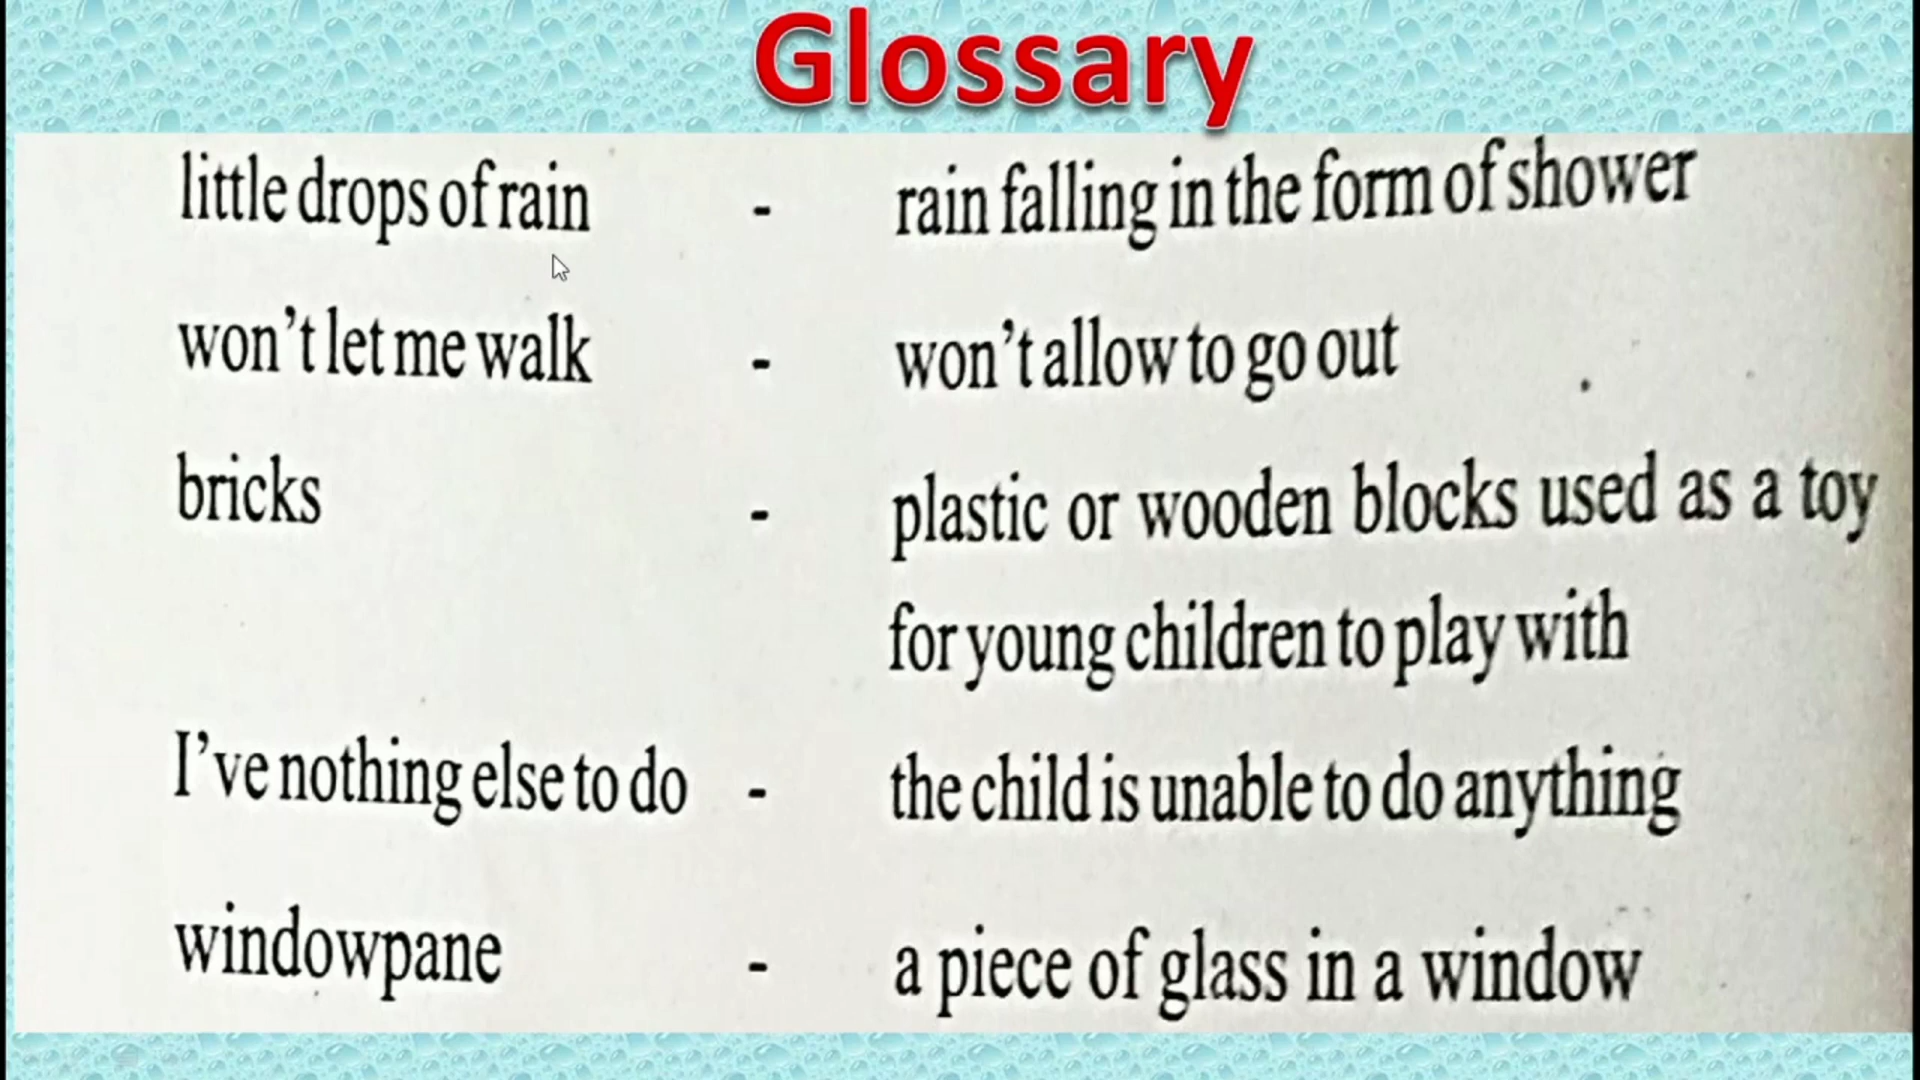 Glossary
little drops of rain - rain falling in the form of shower
won't let me walk - won't allow to go out
bricks - plastic or wooden blocks used as a toy
for young children to play with
I've nothing else to do - the child is unable to do anything
windowpane - a piece of glass in a window